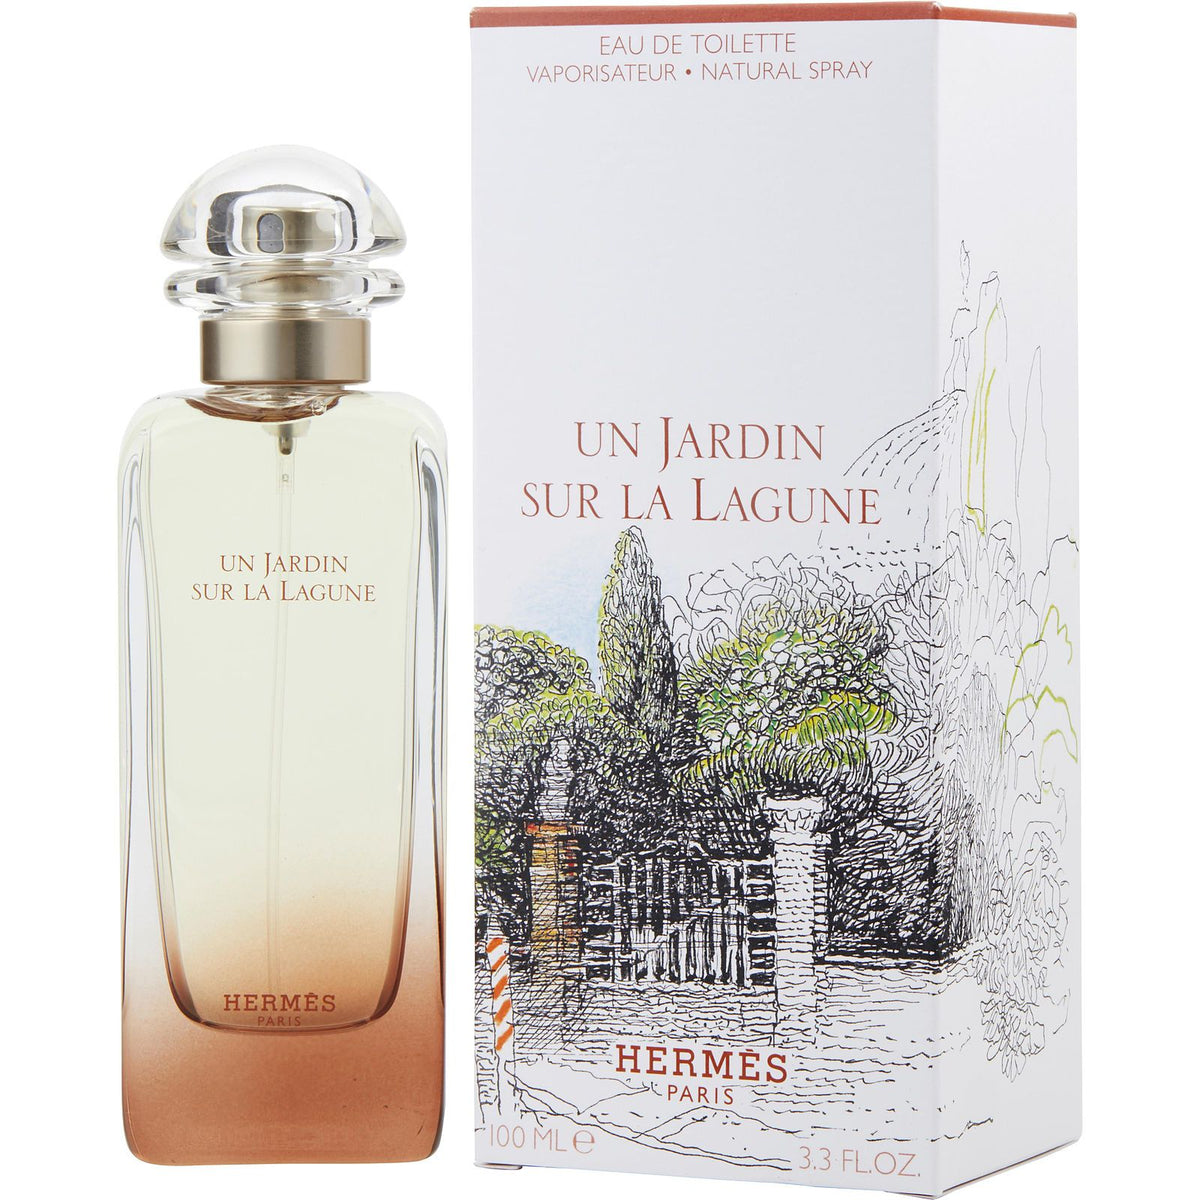 EAU DE TOILETTE
VAPORISATEUR • NATURAL SPRAY
UN JARDIN
SUR LA LAGUNE
HERMÈS
PARIS
100 ML e
3.3 FL.OZ.
UN JARDIN
SUR LA LAGUNE
HERMÈS
PARIS